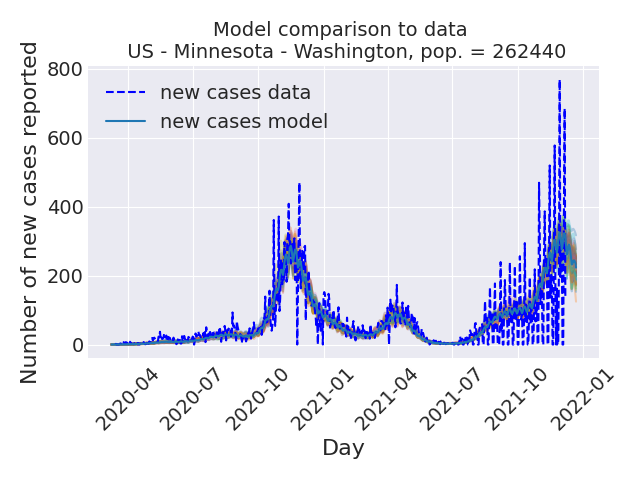 Model comparison to data
US - Minnesota - Washington, pop. = 262440
Number of new cases reported
800
600
400
200
0
new cases data
new cases model
2020-04
2020-07
2020-10
2021-01
2021-04
2021-07
2021-10
2022-01
Day